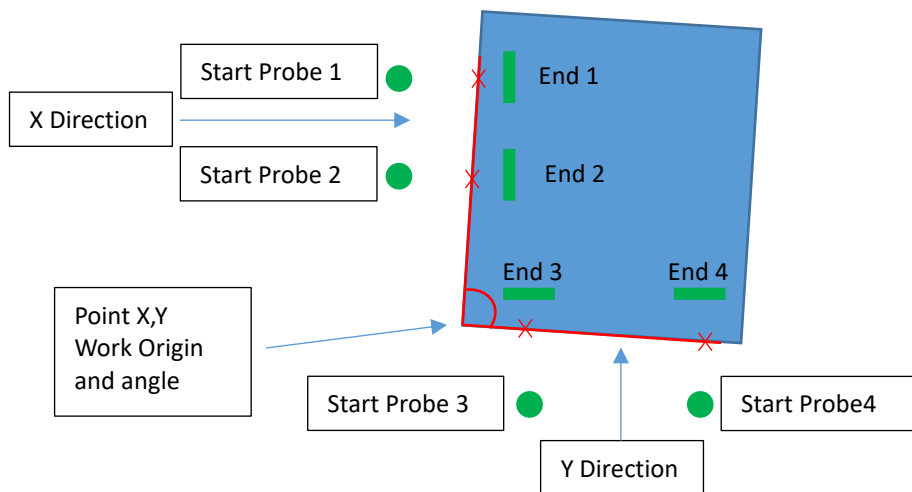 Start Probe 1
End 1
X Direction
Start Probe 2
End 2
End 3
End 4
Point X,Y
Work Origin
and angle
Start Probe 3
Start Probe4
Y Direction